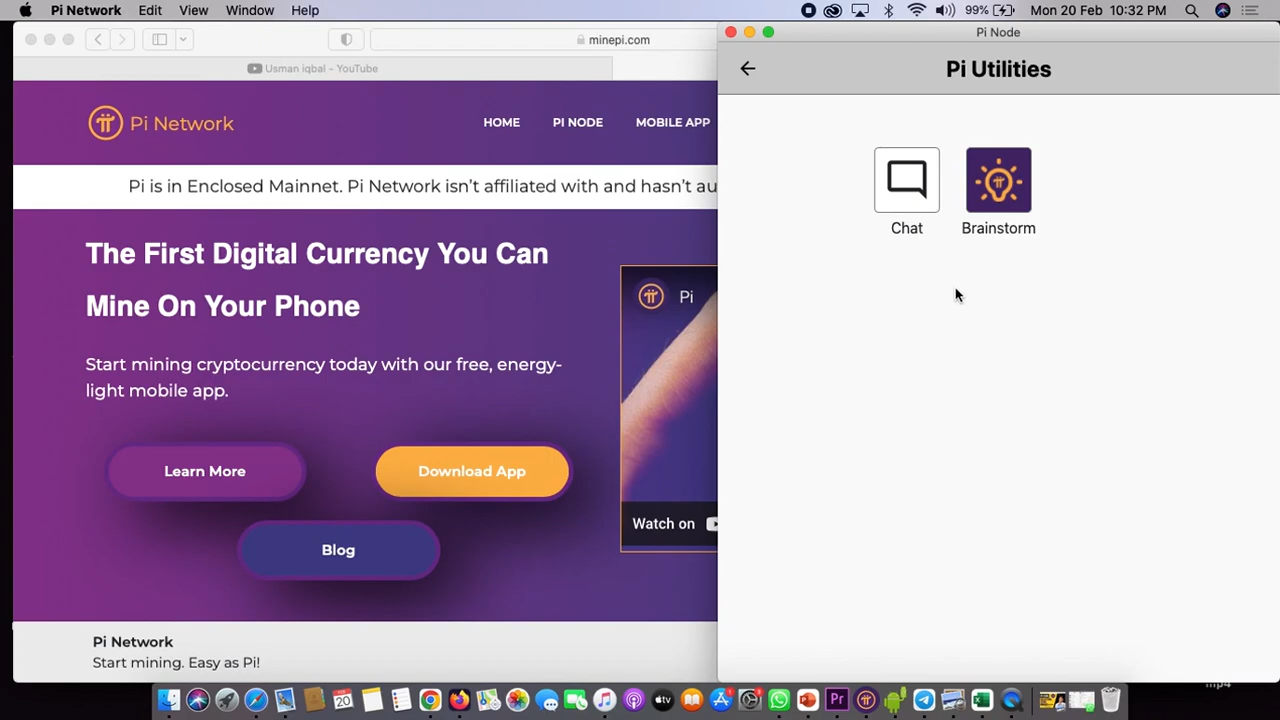 Pi Network Edit View Window Help 99% Mon 20 Feb 10:32 PM
minepi.com
Usman iqbal - YouTube
Pi Network
HOME PI NODE MOBILE APP
Pi is in Enclosed Mainnet. Pi Network isn't affiliated with and hasn't au
The First Digital Currency You Can
Mine On Your Phone
Start mining cryptocurrency today with our free, energy-
light mobile app.
Learn More Download App
Blog
Pi
Watch on
Pi Network
Start mining. Easy as Pi!
Pi Node
Pi Utilities
Chat Brainstorm
20
tv
Pr
mp4